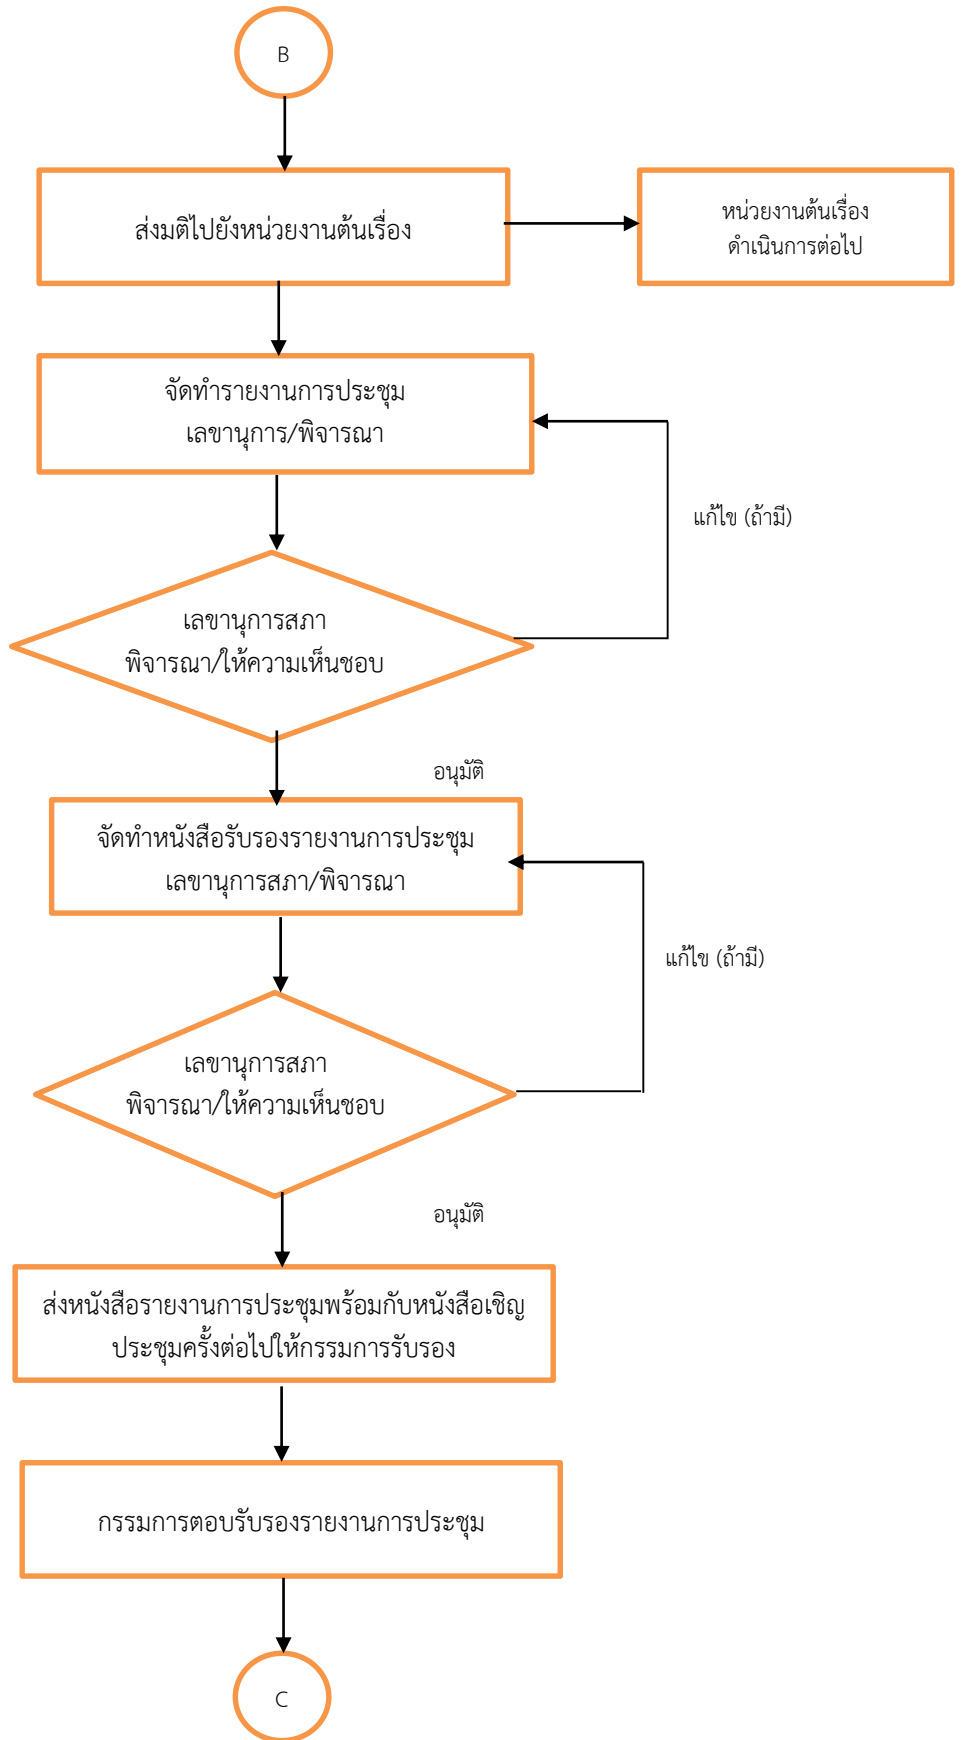 B
ส่งมติไปยังหน่วยงานต้นเรื่อง
หน่วยงานต้นเรื่อง
ดำเนินการต่อไป
จัดทำรายงานการประชุม
เลขานุการ/พิจารณา
แก้ไข (ถ้ามี)
เลขานุการสภา
พิจารณา/ให้ความเห็นชอบ
อนุมัติ
จัดทำหนังสือรับรองรายงานการประชุม
เลขานุการสภา/พิจารณา
แก้ไข (ถ้ามี)
เลขานุการสภา
พิจารณา/ให้ความเห็นชอบ
อนุมัติ
ส่งหนังสือรายงานการประชุมพร้อมกับหนังสือเชิญ
ประชุมครั้งต่อไปให้กรรมการรับรอง
กรรมการตอบรับรองรายงานการประชุม
C